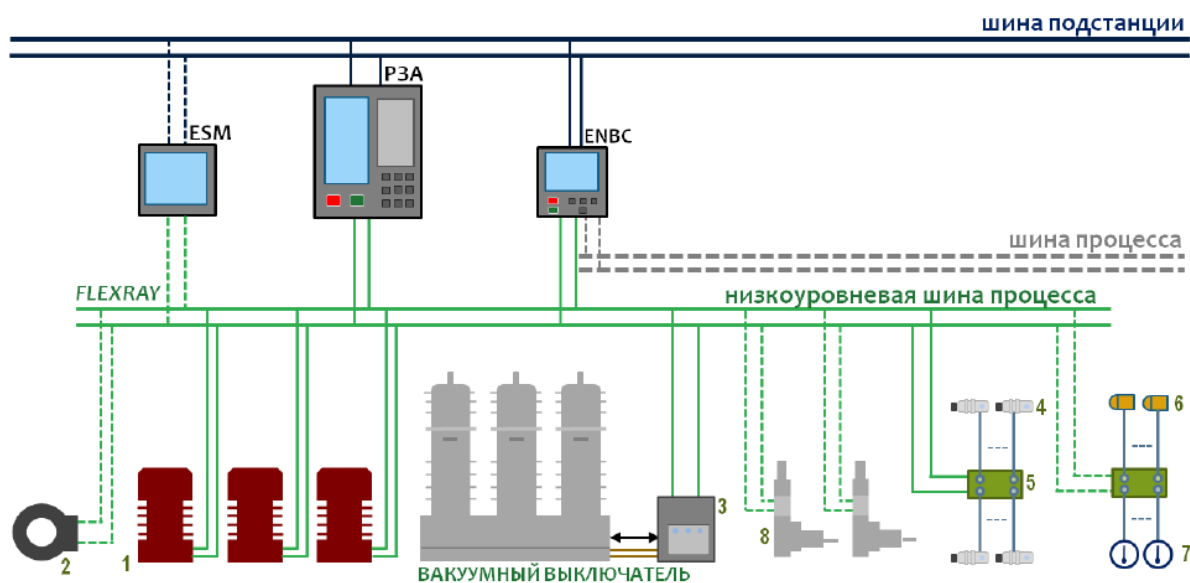 шина подстанции
РЗА
ESM
ENBC
шина процесса
FLEXRAY
низкоуровневая шина процесса
4
6
5
3
8
2
1
7
ВАКУУМНЫЙ ВЫКЛЮЧАТЕЛЬ